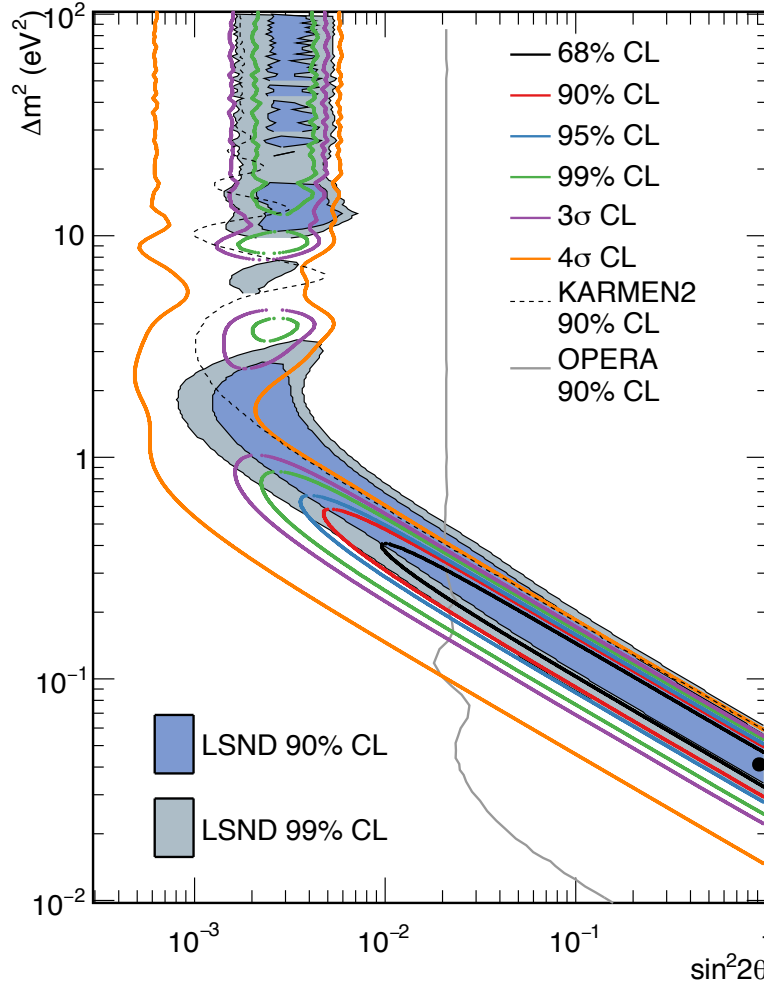 Δm² (eV²)
10²
10
1
10⁻¹
10⁻²
68% CL
90% CL
95% CL
99% CL
3σ CL
4σ CL
KARMEN2
90% CL
OPERA
90% CL
LSND 90% CL
LSND 99% CL
10⁻³
10⁻²
10⁻¹
1
sin²2θ